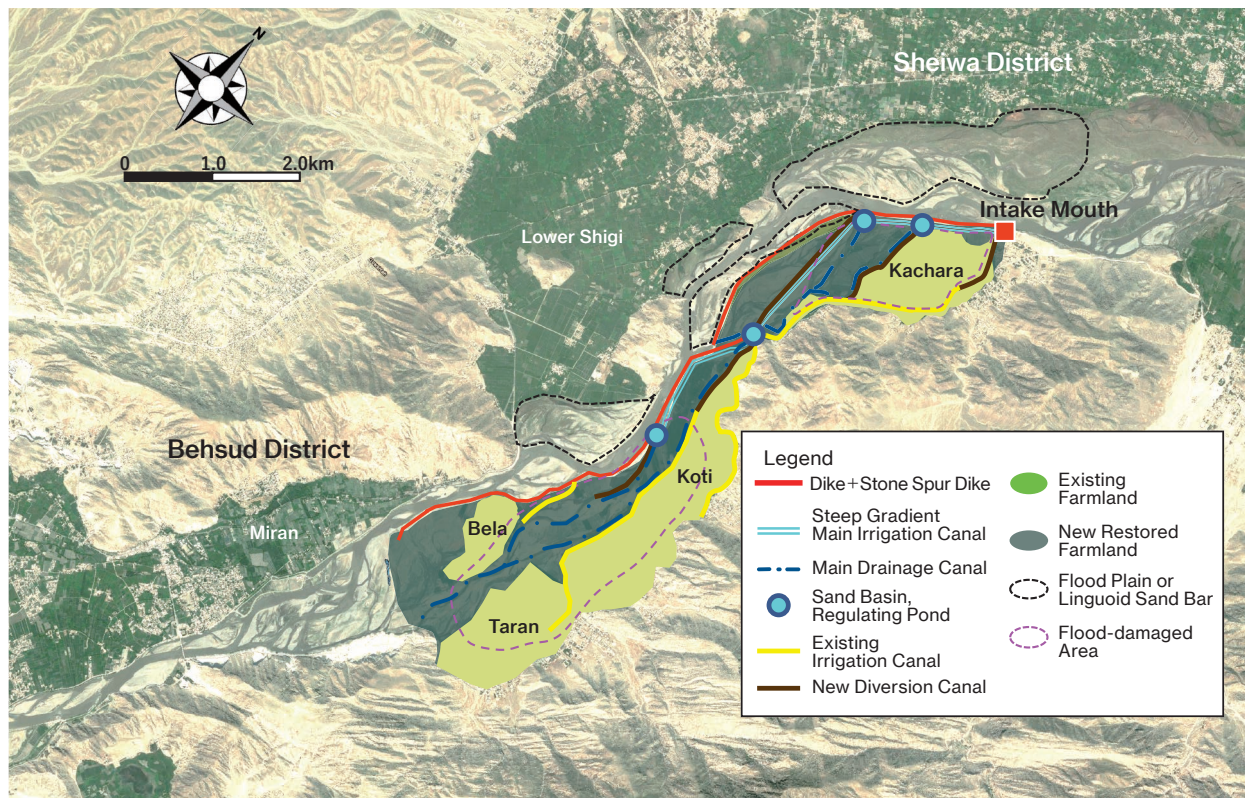 N
0 1.0 2.0km
Sheiwa District
Intake Mouth
Lower Shigi
Kachara
Behsud District
Koti
Miran
Bela
Taran
Legend
Dike+Stone Spur Dike
Steep Gradient
Main Irrigation Canal
Main Drainage Canal
Sand Basin,
Regulating Pond
Existing
Irrigation Canal
New Diversion Canal
Existing
Farmland
New Restored
Farmland
Flood Plain or
Linguoid Sand Bar
Flood-damaged
Area